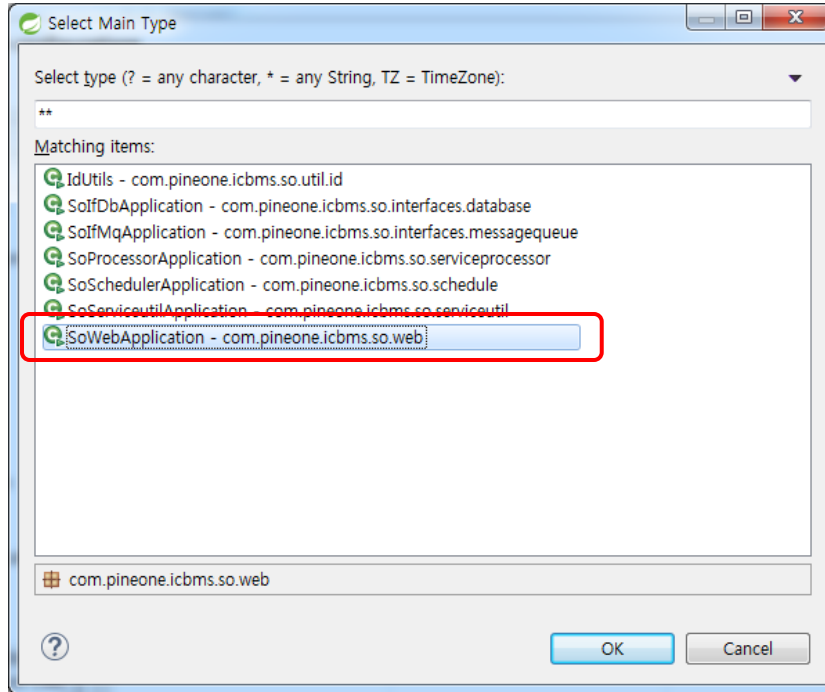 Select Main Type
Select type (? = any character, * = any String, TZ = TimeZone):
**
Matching items:
IdUtils - com.pineone.icbms.so.util.id
SoIfDbApplication - com.pineone.icbms.so.interfaces.database
SoIfMqApplication - com.pineone.icbms.so.interfaces.messagequeue
SoProcessorApplication - com.pineone.icbms.so.serviceprocessor
SoSchedulerApplication - com.pineone.icbms.so.schedule
SoServiceutilApplication - com.pineone.icbms.so.serviceutil
SoWebApplication - com.pineone.icbms.so.web
com.pineone.icbms.so.web
?
OK
Cancel